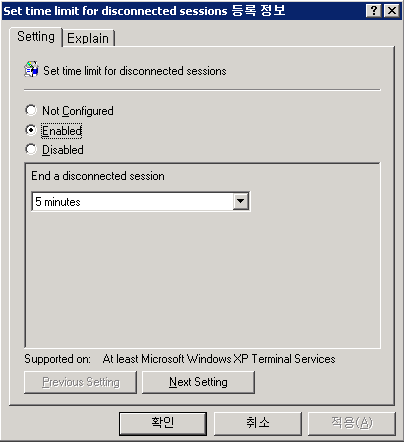 Set time limit for disconnected sessions 등록 정보
Setting
Explain
Set time limit for disconnected sessions
Not Configured
Enabled
Disabled
End a disconnected session
5 minutes
Supported on: At least Microsoft Windows XP Terminal Services
Previous Setting
Next Setting
확인
취소
적용(A)